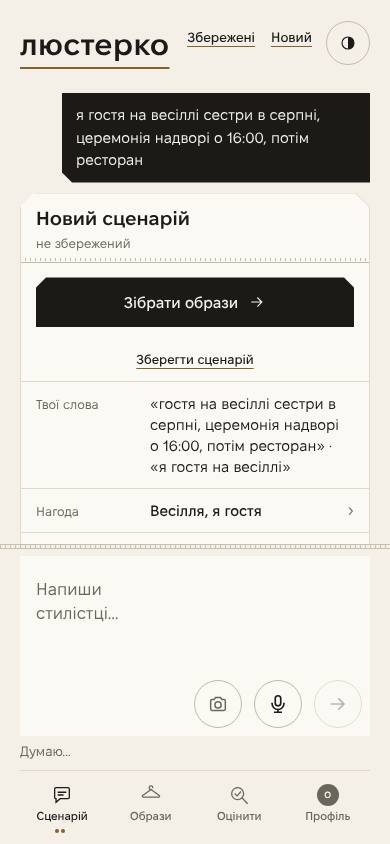 люстерко
Збережені
Новий
я гостя на весіллі сестри в серпні,
церемонія надворі о 16:00, потім
ресторан
Новий сценарій
не збережений
Зібрати образи →
Зберегти сценарій
Твої слова
«гостя на весіллі сестри в
серпні, церемонія надворі
о 16:00, потім ресторан» ·
«я гостя на весіллі»
Нагода
Весілля, я гостя
Напиши
стилістці...
Думаю...
Сценарій
Образи
Оцінити
О
Профіль